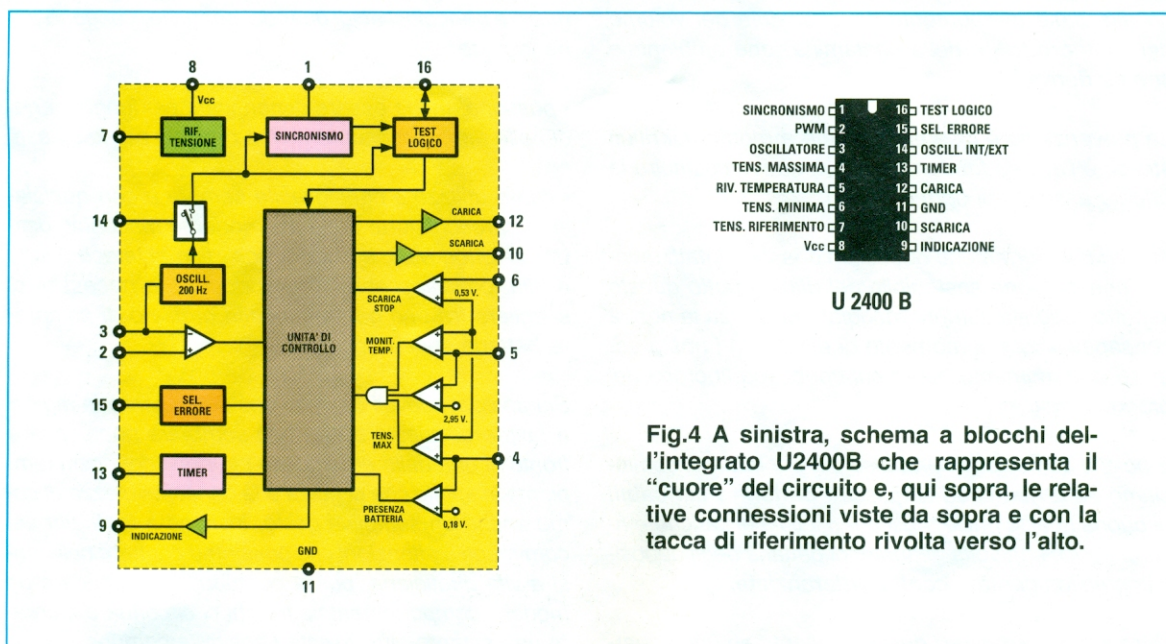 8
1
16
Vcc
7
RIF.
TENSIONE
SINCRONISMO
TEST
LOGICO
14
CARICA
12
SCARICA
10
OSCILL.
200 Hz
6
0,53 V.
SCARICA
STOP
3
2
UNITA' DI
CONTROLLO
MONIT.
TEMP.
5
15
SEL.
ERRORE
2,95 V.
TENS.
MAX
4
13
TIMER
PRESENZA
BATTERIA
0,18 V.
9
INDICAZIONE
GND
11
SINCRONISMO 1 16 TEST LOGICO
PWM 2 15 SEL. ERRORE
OSCILLATORE 3 14 OSCILL. INT/EXT
TENS. MASSIMA 4 13 TIMER
RIV. TEMPERATURA 5 12 CARICA
TENS. MINIMA 6 11 GND
TENS. RIFERIMENTO 7 10 SCARICA
Vcc 8 9 INDICAZIONE
U 2400 B
Fig.4 A sinistra, schema a blocchi del-
l'integrato U2400B che rappresenta il
"cuore" del circuito e, qui sopra, le rela-
tive connessioni viste da sopra e con la
tacca di riferimento rivolta verso l'alto.